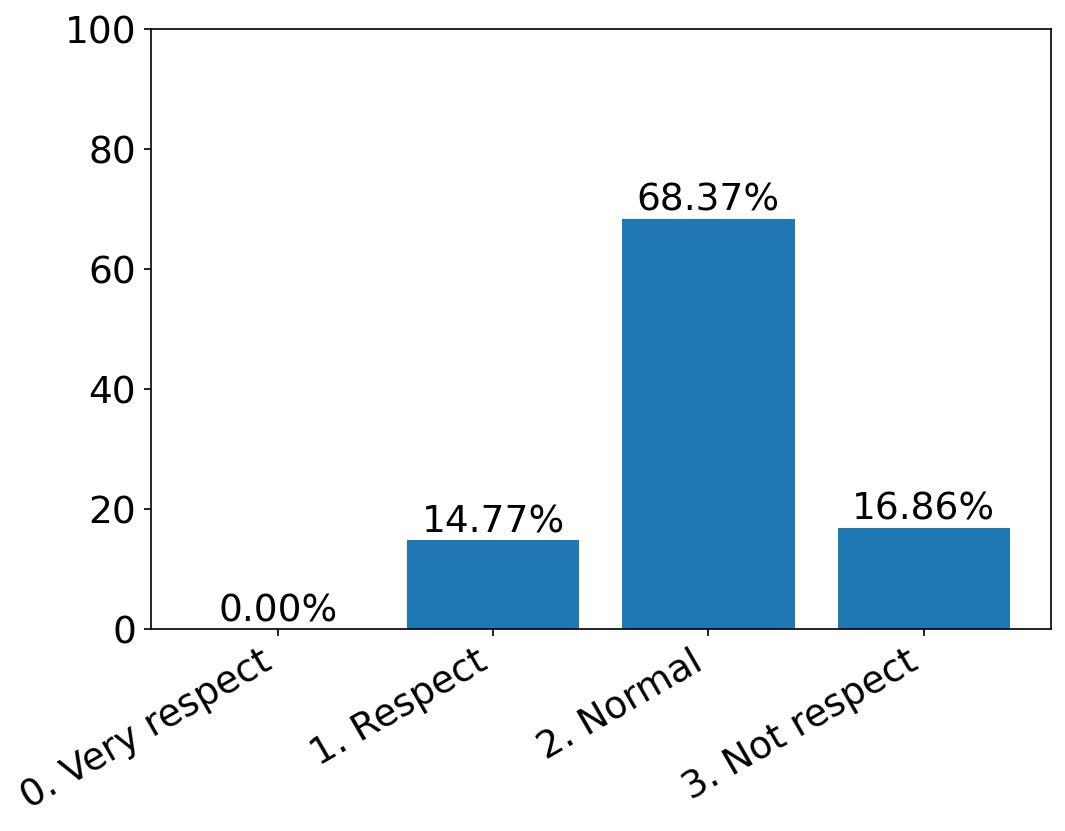 100
80
60
40
20
0
68.37%
16.86%
14.77%
0.00%
0. Very respect
1. Respect
2. Normal
3. Not respect